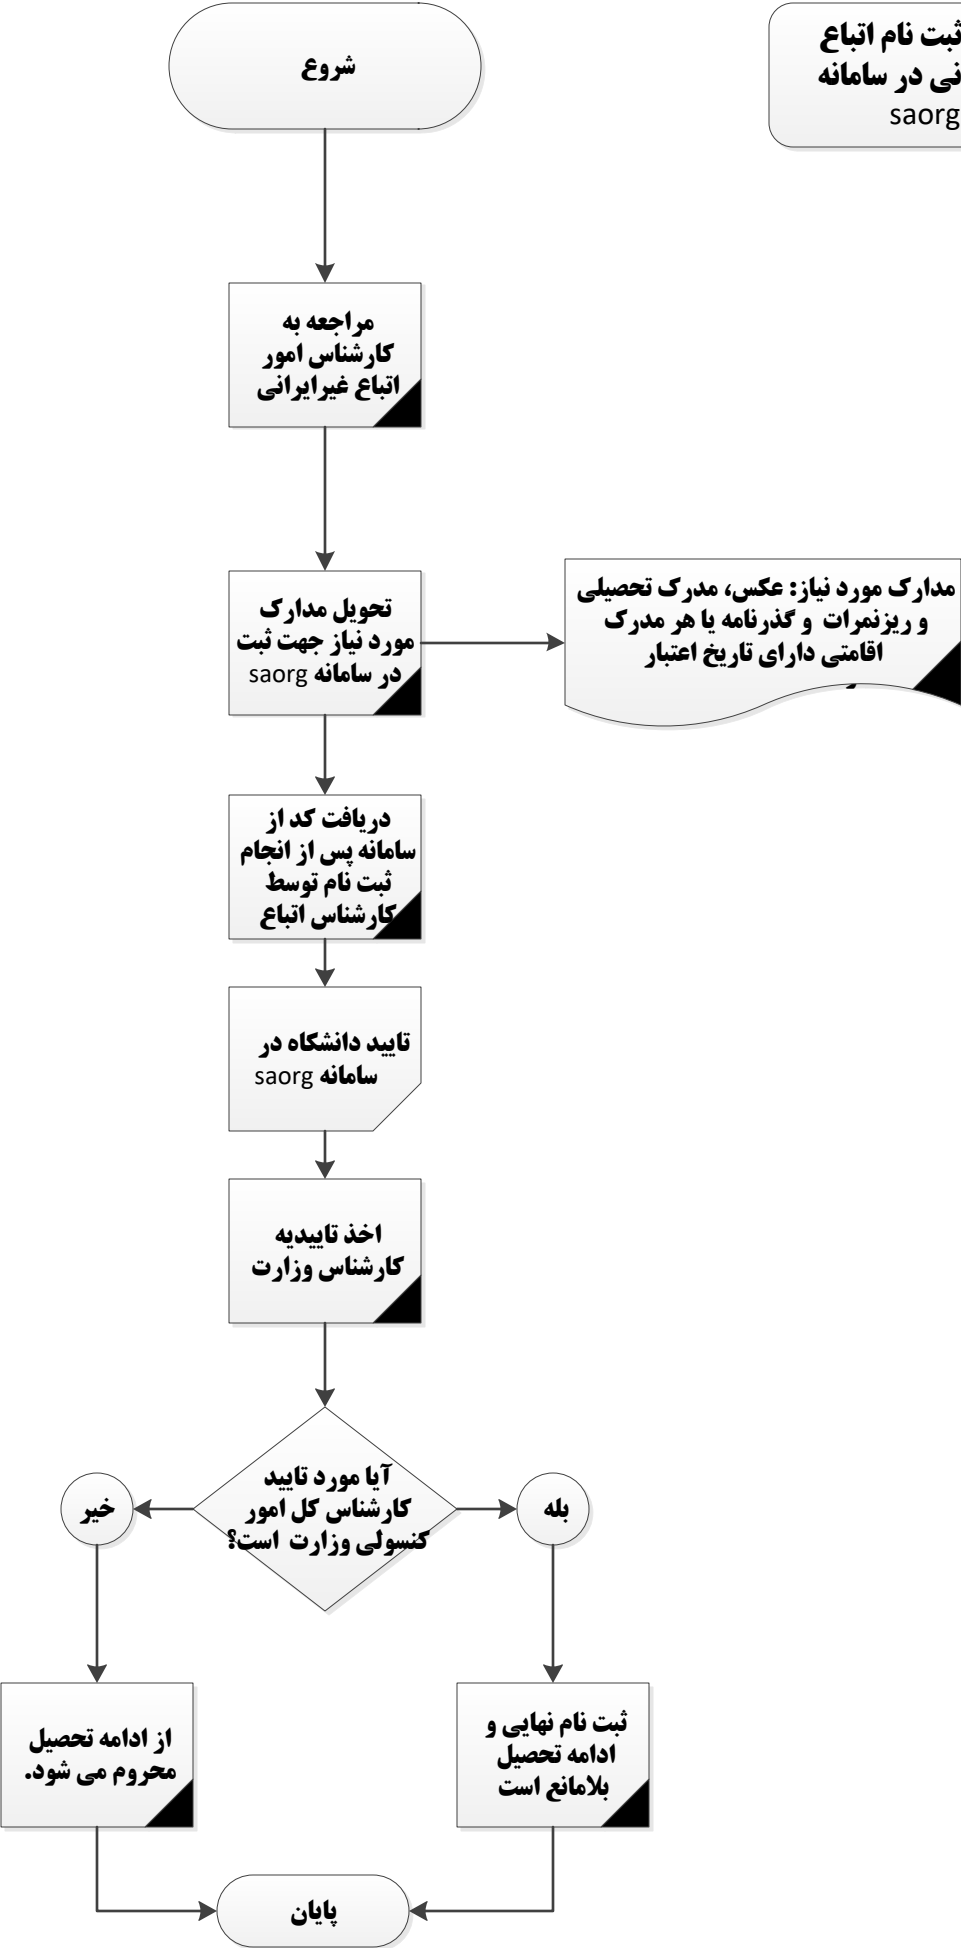 شروع
ثبت نام اتباع
در سامانه
saorg
مراجعه به
کارشناس امور
اتباع غیرایرانی
تحویل مدارک
مورد نیاز جهت ثبت
در سامانه saorg
مدارک مورد نیاز: عکس، مدرک تحصیلی
و ریزنمرات و گذرنامه یا هر مدرک
اقامتی دارای تاریخ اعتبار
دریافت کد از
سامانه پس از انجام
ثبت نام توسط
کارشناس اتباع
تایید دانشگاه در
سامانه saorg
اخذ تاییدیه
کارشناس وزارت
آیا مورد تایید
کارشناس کل امور
کنسولی وزارت است؟
بله
خیر
ثبت نام نهایی و
ادامه تحصیل
بلامانع است
از ادامه تحصیل
محروم می شود.
پایان